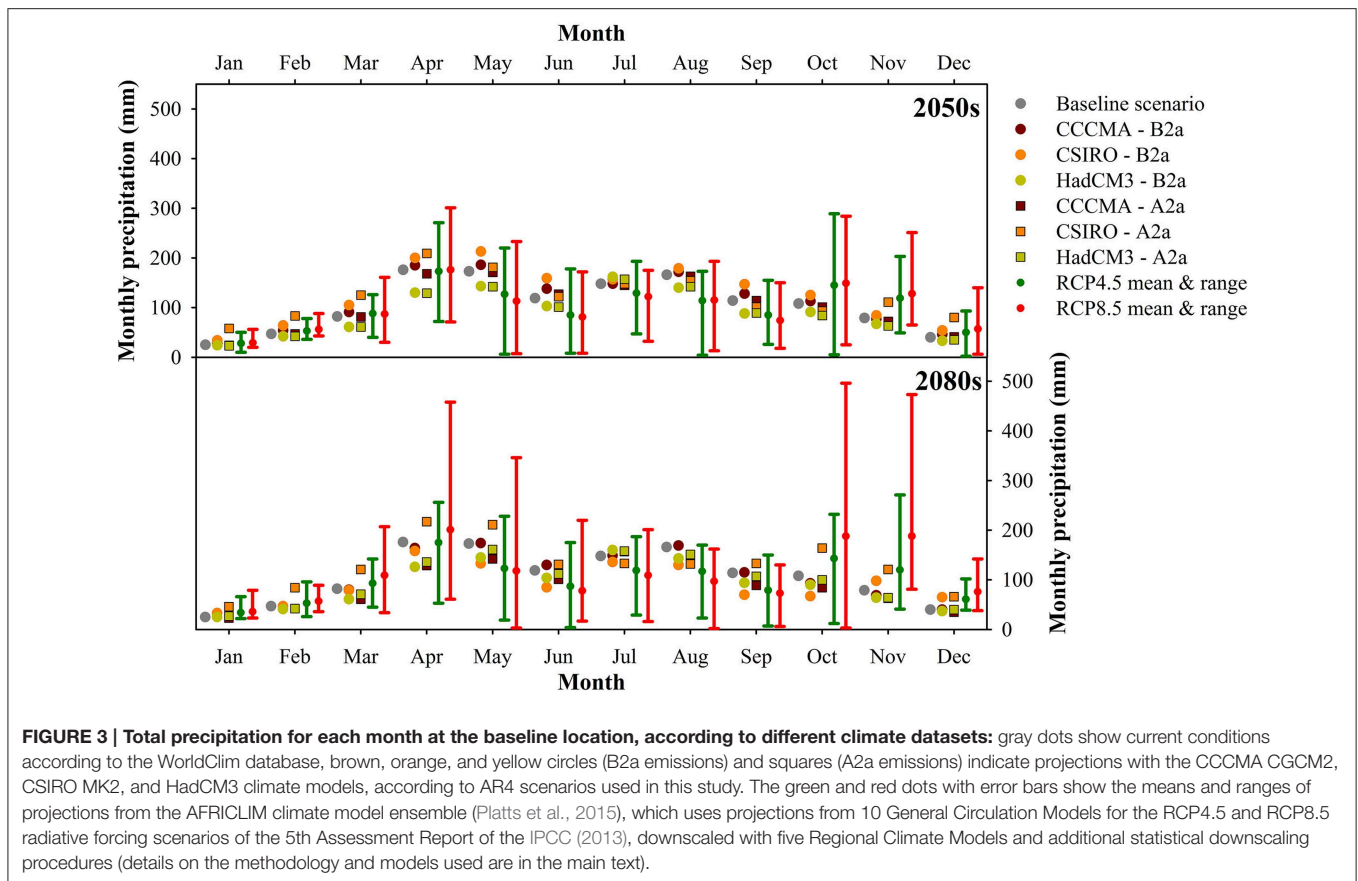 Month
Jan Feb Mar Apr May Jun Jul Aug Sep Oct Nov Dec
2050s
Monthly precipitation (mm)
500
400
300
200
100
0
Baseline scenario
CCCMA - B2a
CSIRO - B2a
HadCM3 - B2a
CCCMA - A2a
CSIRO - A2a
HadCM3 - A2a
RCP4.5 mean & range
RCP8.5 mean & range
2080s
500
400
300
200
100
0
Monthly precipitation (mm)
Jan Feb Mar Apr May Jun Jul Aug Sep Oct Nov Dec
Month
FIGURE 3 | Total precipitation for each month at the baseline location, according to different climate datasets: gray dots show current conditions
according to the WorldClim database, brown, orange, and yellow circles (B2a emissions) and squares (A2a emissions) indicate projections with the CCCMA CGCM2,
CSIRO MK2, and HadCM3 climate models, according to AR4 scenarios used in this study. The green and red dots with error bars show the means and ranges of
projections from the AFRICLIM climate model ensemble (Platts et al., 2015), which uses projections from 10 General Circulation Models for the RCP4.5 and RCP8.5
radiative forcing scenarios of the 5th Assessment Report of the IPCC (2013), downscaled with five Regional Climate Models and additional statistical downscaling
procedures (details on the methodology and models used are in the main text).